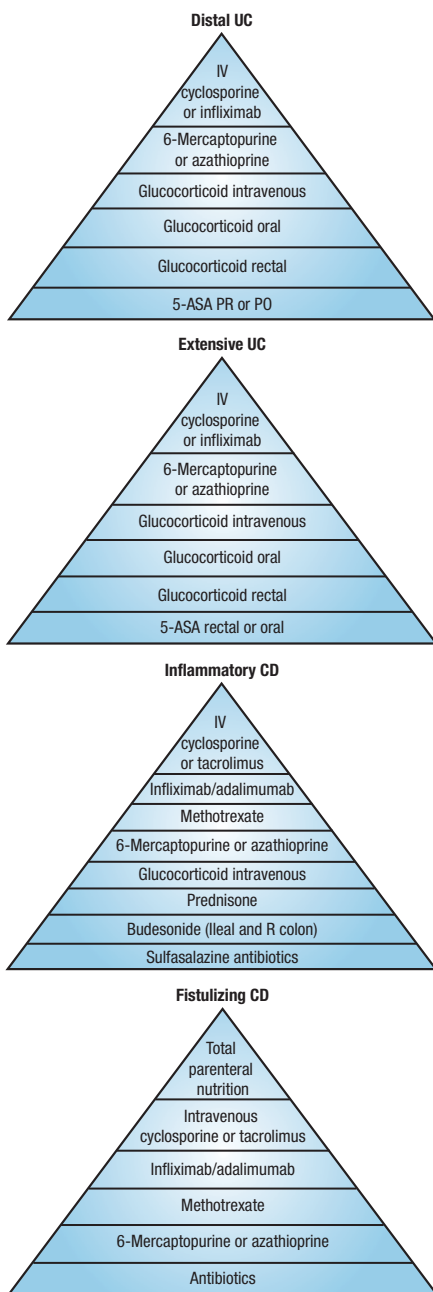 Distal UC
IV
cyclosporine
or infliximab
6-Mercaptopurine
or azathioprine
Glucocorticoid intravenous
Glucocorticoid oral
Glucocorticoid rectal
5-ASA PR or PO
Extensive UC
IV
cyclosporine
or infliximab
6-Mercaptopurine
or azathioprine
Glucocorticoid intravenous
Glucocorticoid oral
Glucocorticoid rectal
5-ASA rectal or oral
Inflammatory CD
IV
cyclosporine
or tacrolimus
Infliximab/adalimumab
Methotrexate
6-Mercaptopurine or azathioprine
Glucocorticoid intravenous
Prednisone
Budesonide (Ileal and R colon)
Sulfasalazine antibiotics
Fistulizing CD
Total
parenteral
nutrition
Intravenous
cyclosporine or tacrolimus
Infliximab/adalimumab
Methotrexate
6-Mercaptopurine or azathioprine
Antibiotics